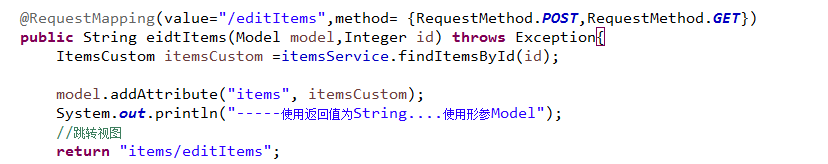 @RequestMapping(value="/editItems",method= {RequestMethod.POST,RequestMethod.GET})
public String eidtItems(Model model,Integer id) throws Exception{
ItemsCustom itemsCustom =itemsService.findItemsById(id);
model.addAttribute("items", itemsCustom);
System.out.println("-----使用返回值为String....使用形参Model");
//跳转视图
return "items/editItems";